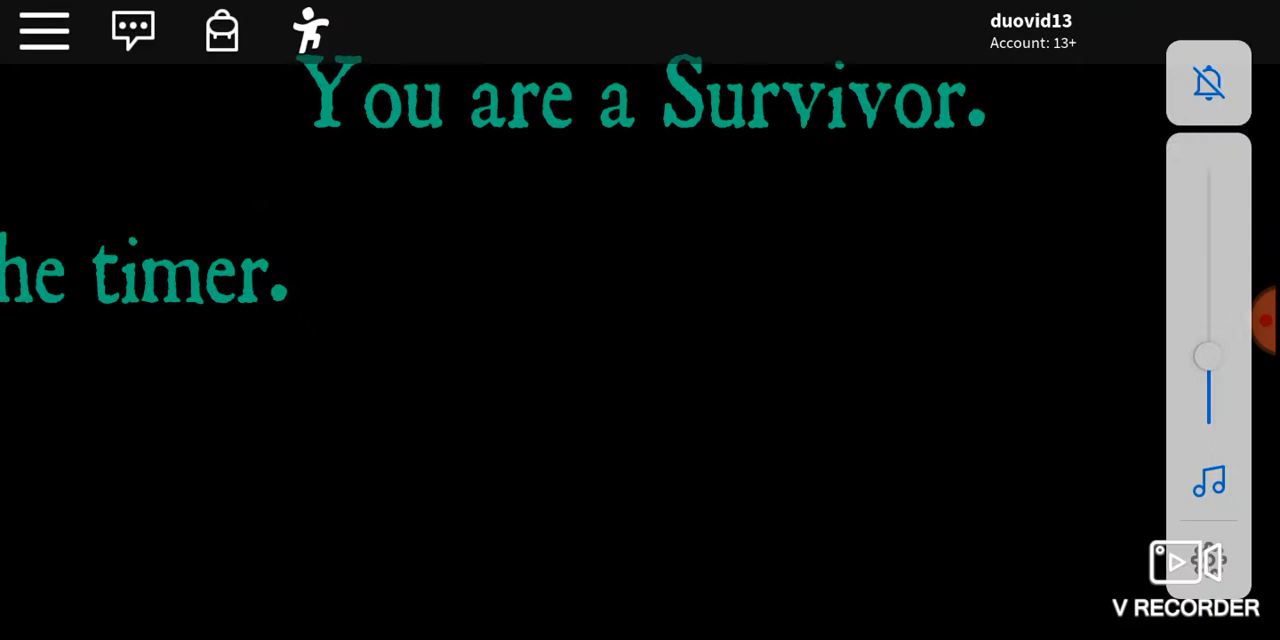 duovid13
Account: 13+
You are a Survivor.
he timer.
V RECORDER